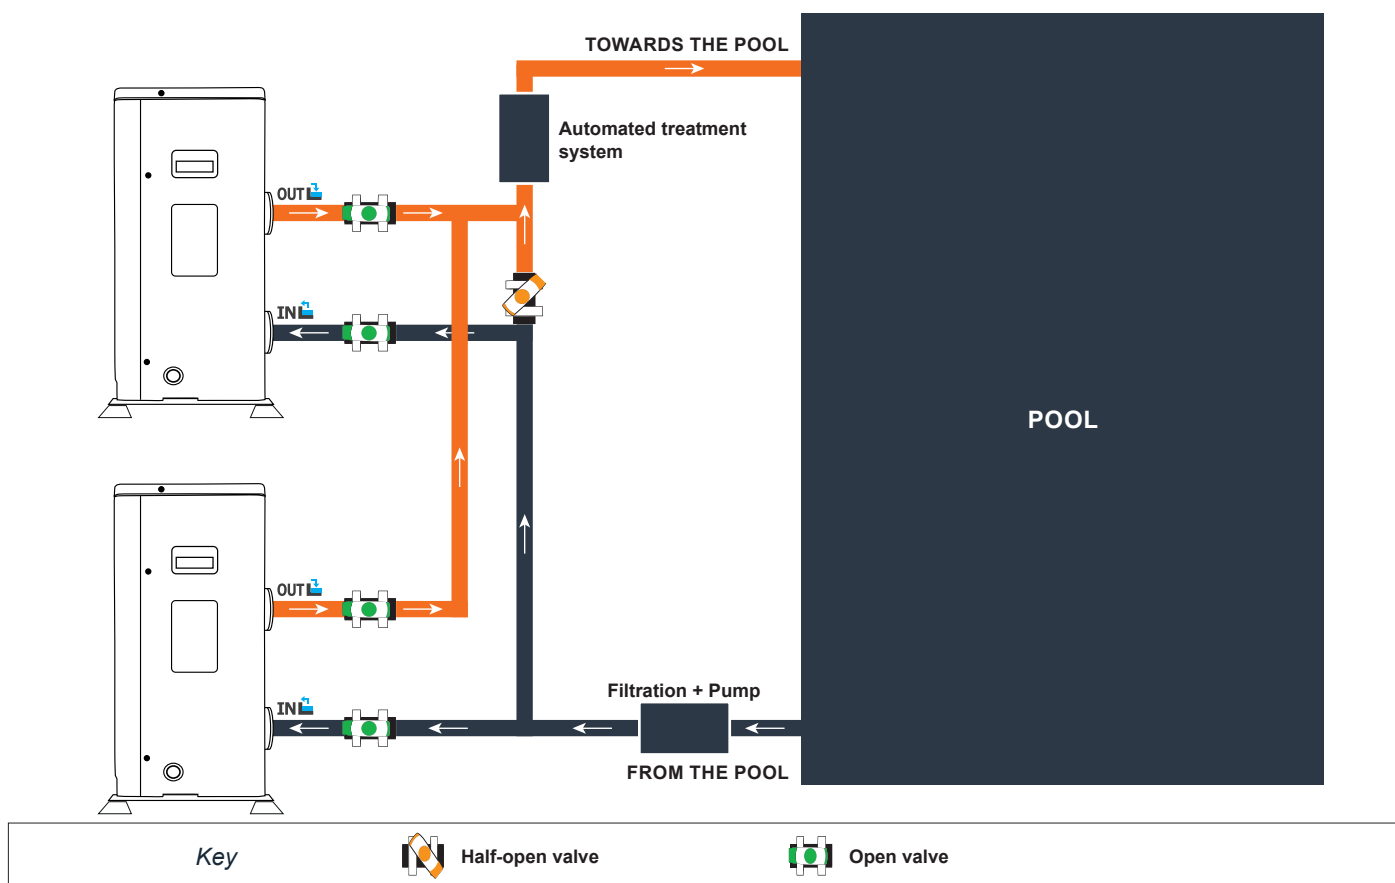 TOWARDS THE POOL
Automated treatment
system
OUT
IN
POOL
OUT
Filtration + Pump
IN
FROM THE POOL
Key
Half-open valve
Open valve